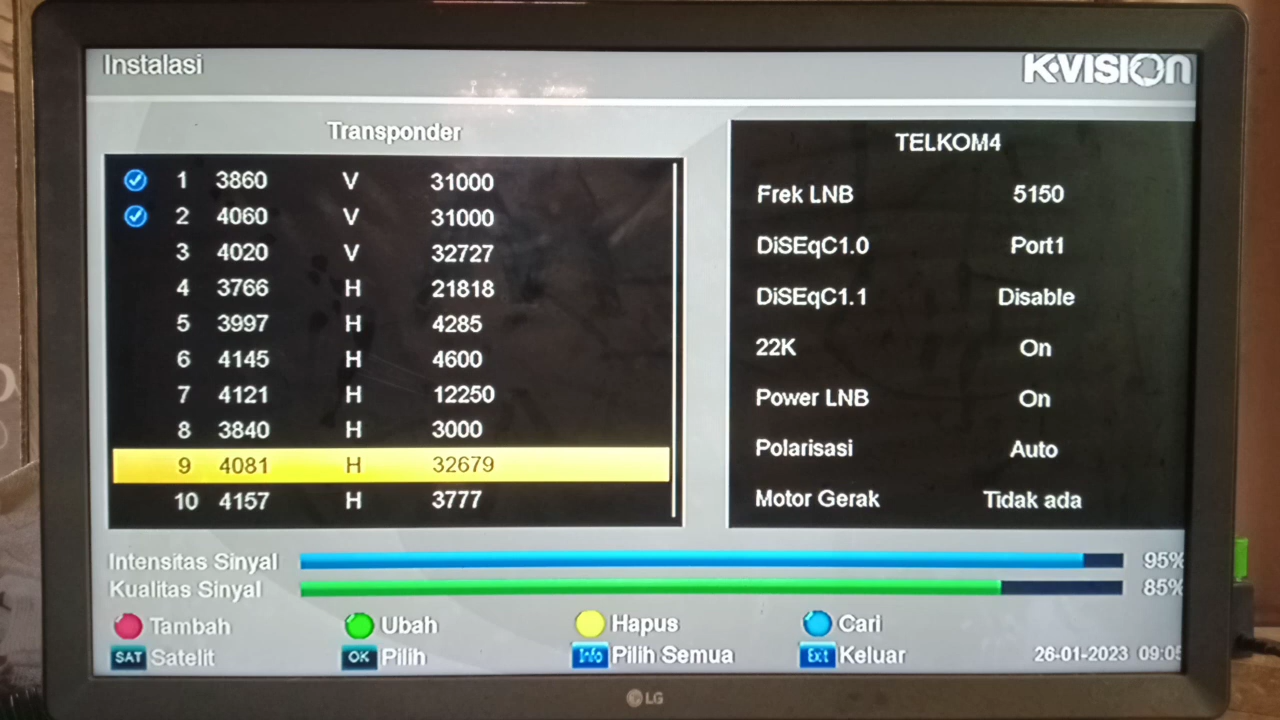 Instalasi
K-VISION
Transponder
1 3860 V 31000
2 4060 V 31000
3 4020 V 32727
4 3766 H 21818
5 3997 H 4285
6 4145 H 4600
7 4121 H 12250
8 3840 H 3000
9 4081 H 32679
10 4157 H 3777
TELKOM4
Frek LNB 5150
DiSEqC1.0 Port1
DiSEqC1.1 Disable
22K On
Power LNB On
Polarisasi Auto
Motor Gerak Tidak ada
Intensitas Sinyal 95%
Kualitas Sinyal 85%
Tambah Ubah Hapus Cari
SAT Satelit OK Pilih Info Pilih Semua Ext Keluar 26-01-2023 09:05
LG